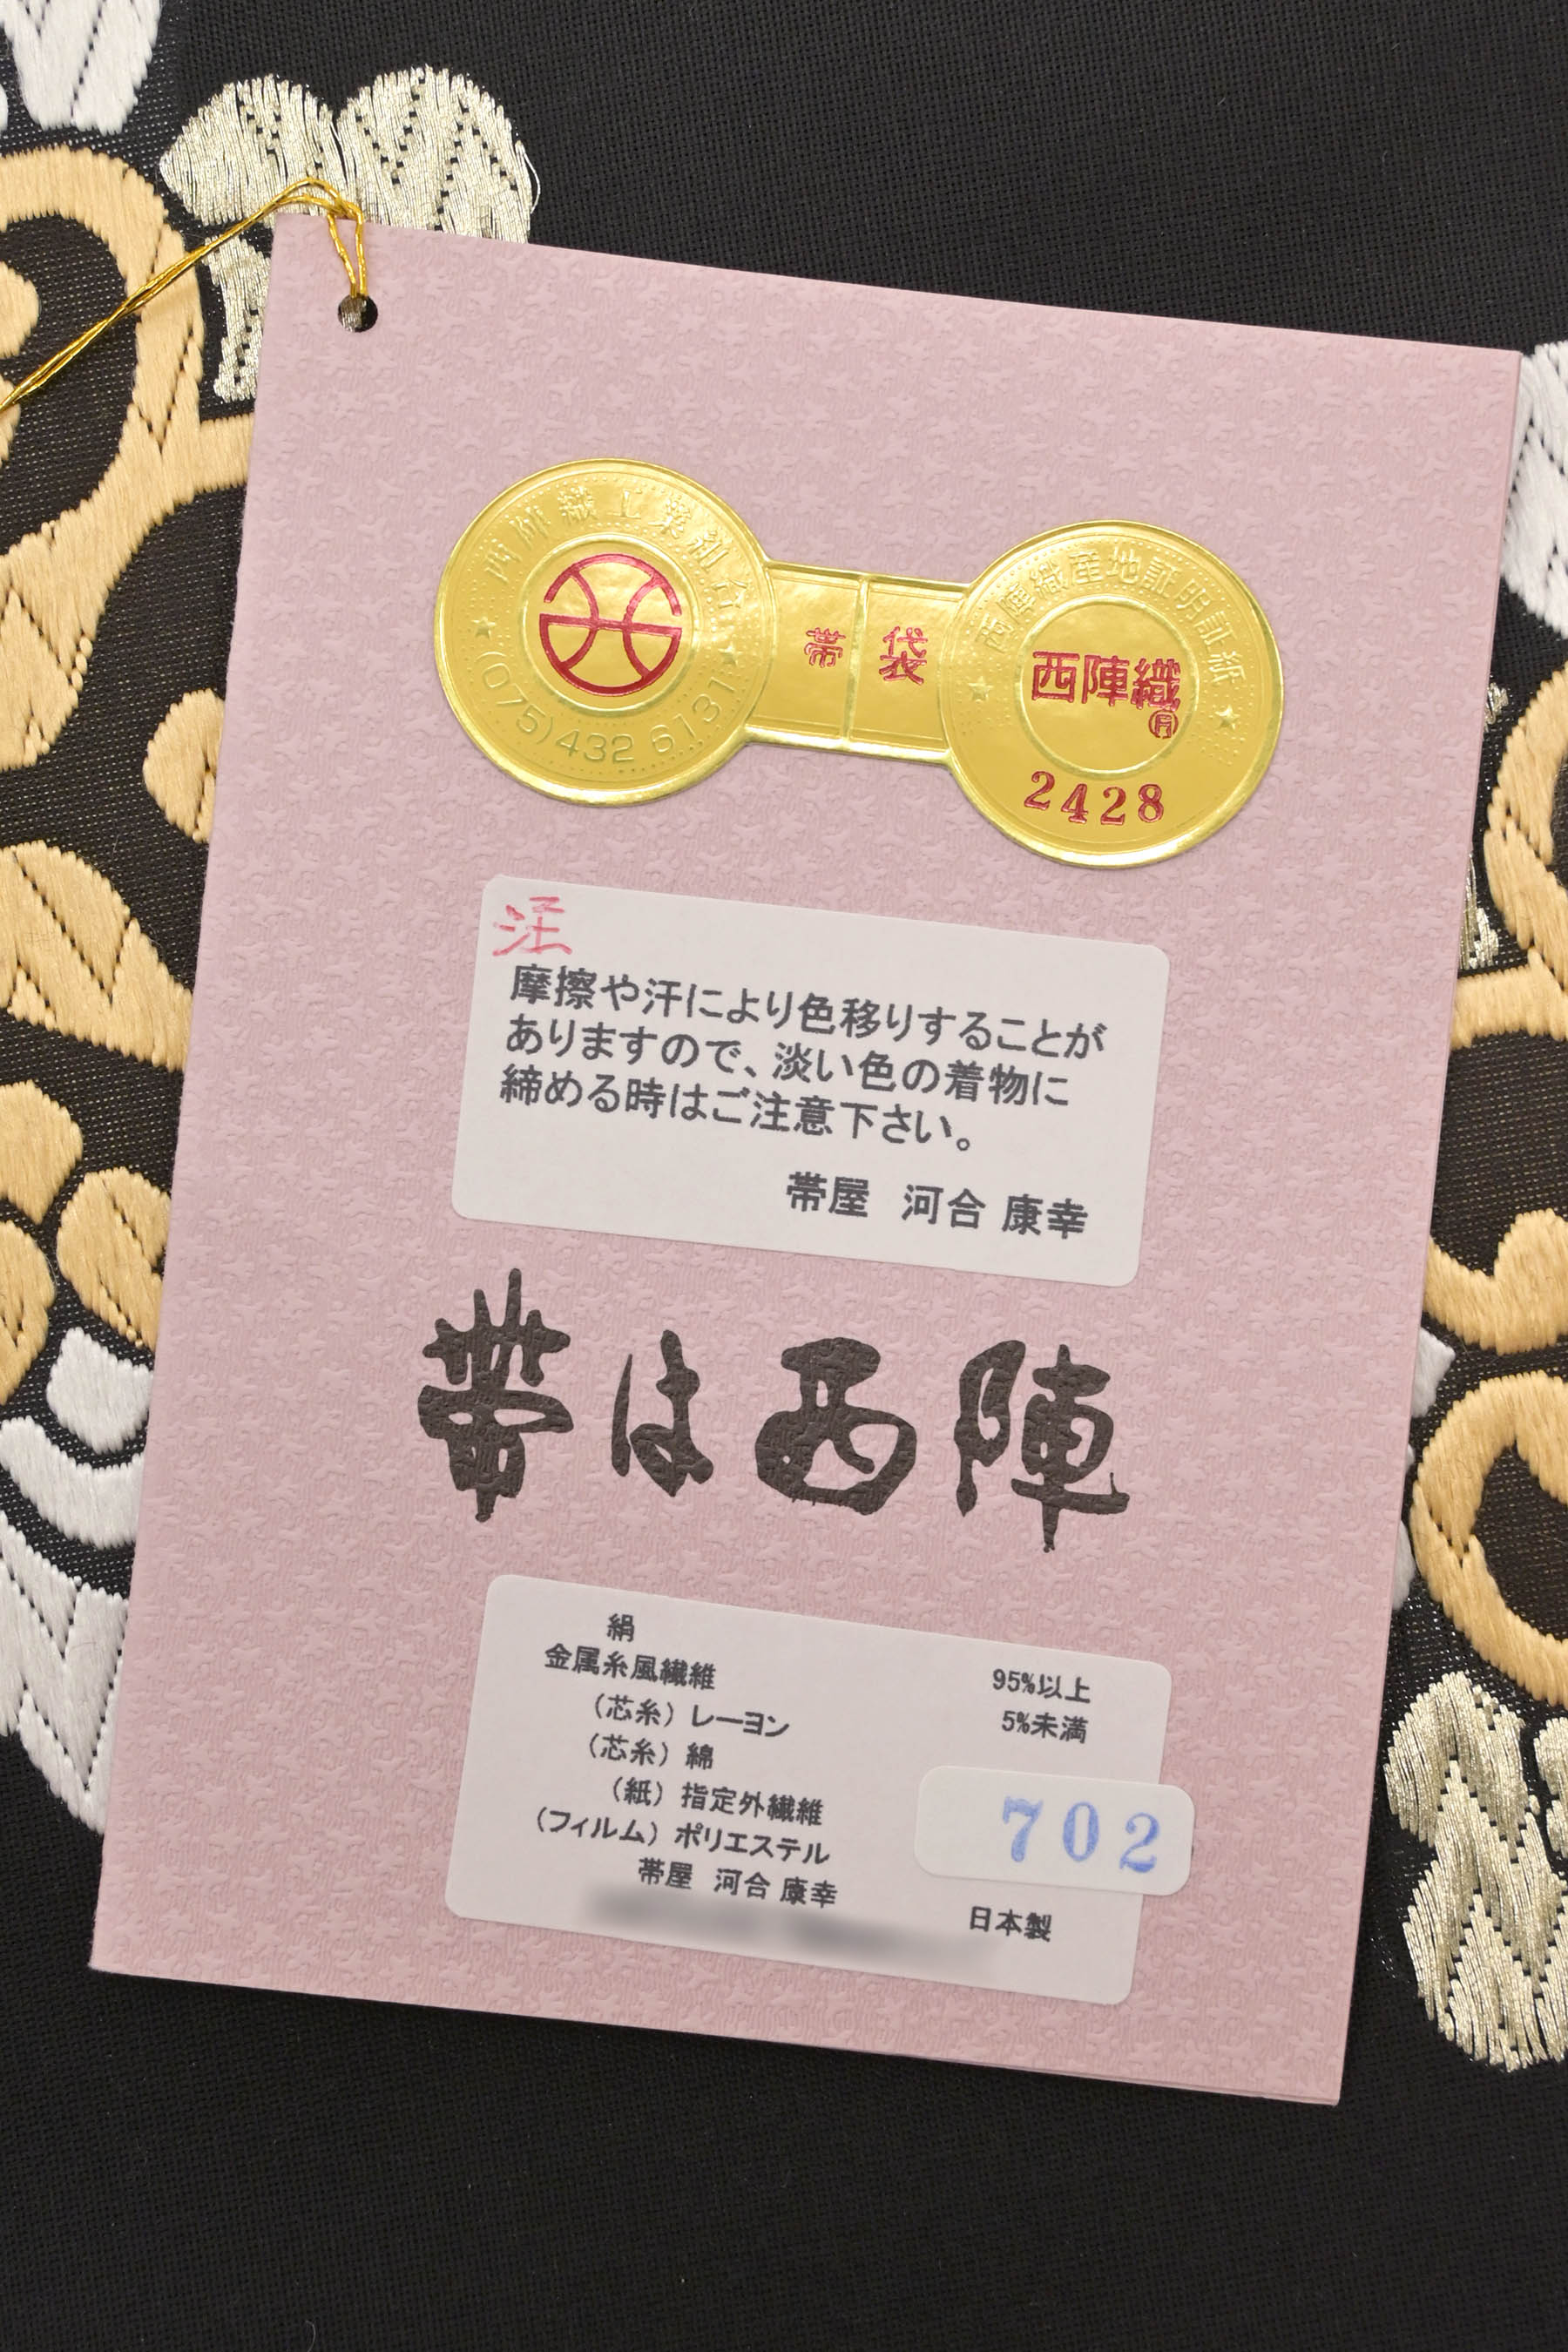 西陣織工業組合
(075)432 6131
帯 袋
西陣織産地証明証紙
西陣織
2428
注
摩擦や汗により色移りすることが
ありますので、淡い色の着物に
締める時はご注意下さい。
帯屋 河合 康幸
帯は西陣
絹 95%以上
金属糸風繊維 5%未満
(芯糸) レーヨン
(芯糸) 綿
(紙) 指定外繊維
(フィルム) ポリエステル
702
帯屋 河合 康幸
日本製